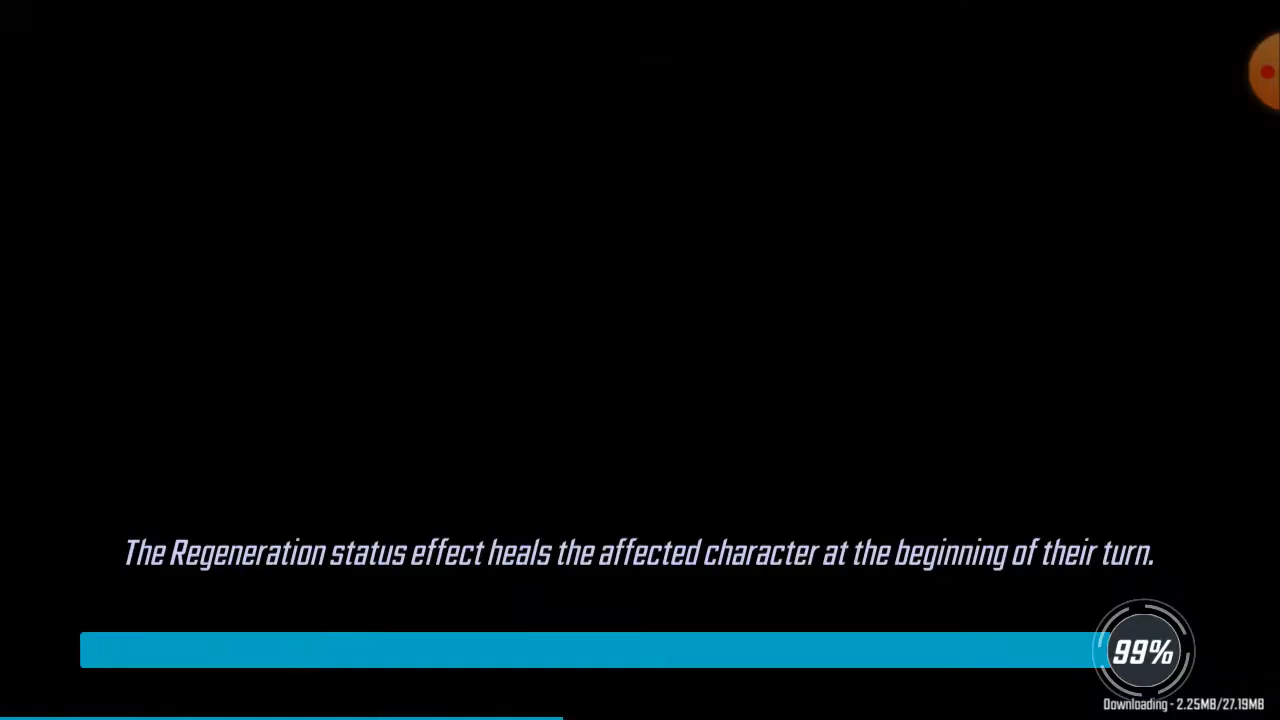 The Regeneration status effect heals the affected character at the beginning of their turn.
99%
Downloading - 2.25MB/27.19MB